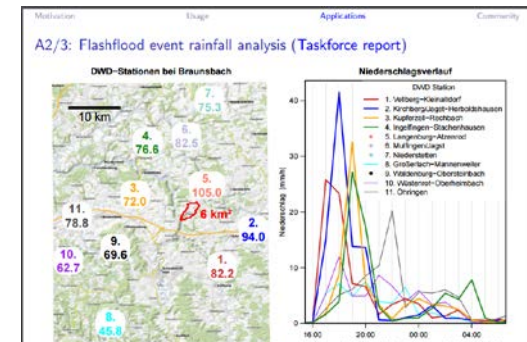 Motivation Usage Applications Community
A2/3: Flashflood event rainfall analysis (Taskforce report)
DWD−Stationen bei Braunsbach
10 km
7.
75.3
4.
76.6
6.
82.5
5.
105.0
3.
72.0
6 km²
11.
78.8
2.
94.0
9.
69.6
10.
62.7
1.
82.2
8.
45.8
Niederschlagsverlauf
Niederschlag [mm/h]
40
30
20
10
0
16:00 20:00 00:00 04:00
DWD Station
1. Vellberg−Kleinaltdorf
2. Kirchberg/Jagst−Herboldshausen
3. Kupferzell−Rechbach
4. Ingelfingen−Stachenhausen
5. Langenburg−Atzenrod
6. Mulfingen/Jagst
7. Niederstetten
8. Großerlach−Mannenweiler
9. Waldenburg−Obersteinbach
10. Wüstenrot−Oberheimbach
11. Öhringen